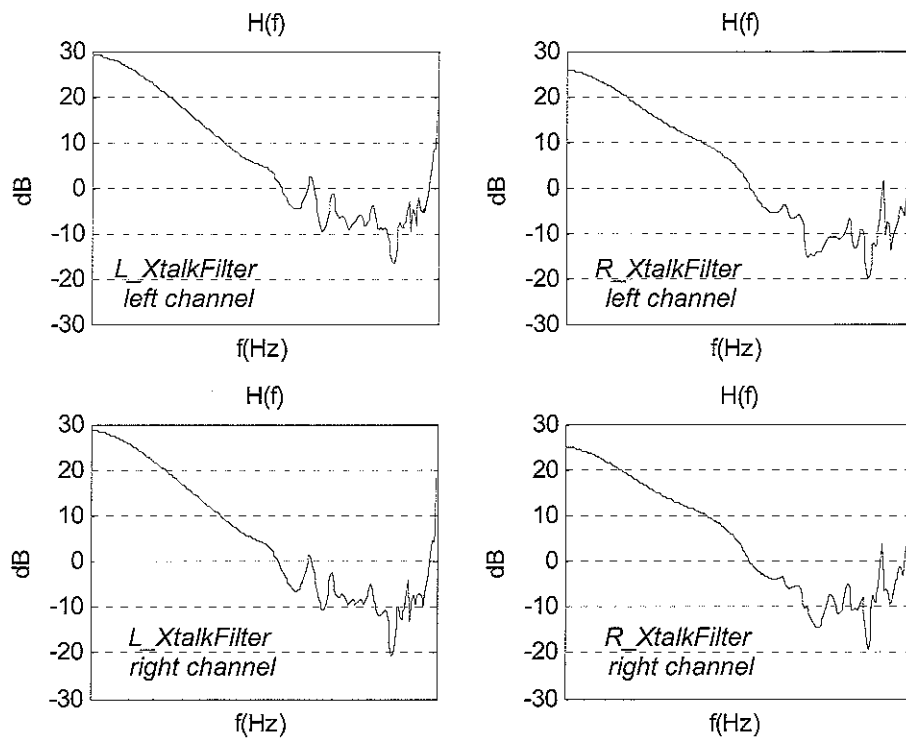 H(f)
30
20
10
0
-10
-20
-30
dB
L_XtalkFilter
left channel
f(Hz)
H(f)
30
20
10
0
-10
-20
-30
dB
R_XtalkFilter
left channel
f(Hz)
H(f)
30
20
10
0
-10
-20
30
dB
L_XtalkFilter
right channel
f(Hz)
H(f)
30
20
10
0
-10
-20
-30
dB
R_XtalkFilter
right channel
f(Hz)